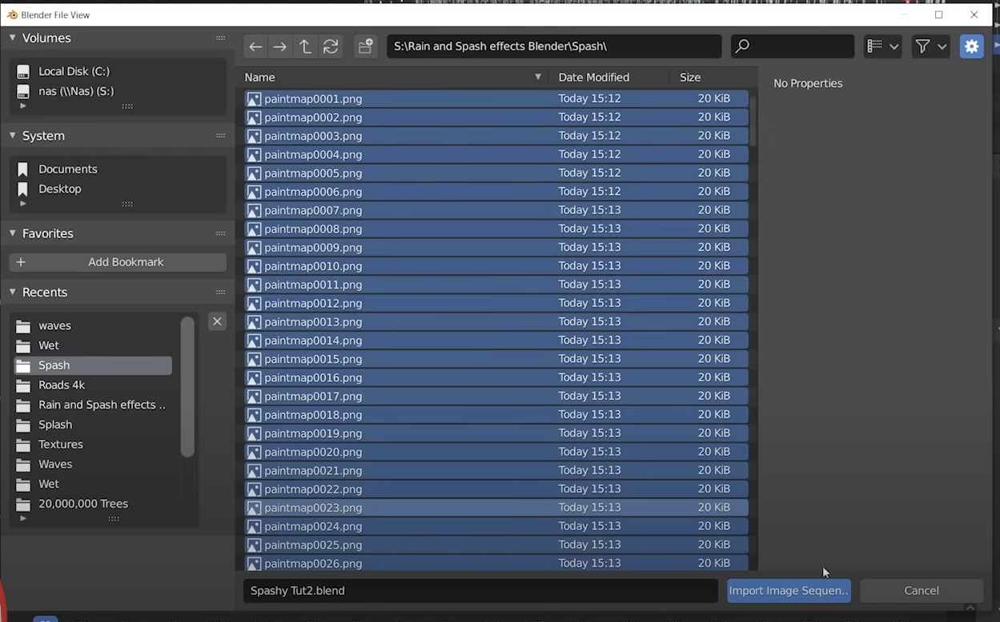 Blender File View
Volumes
Local Disk (C:)
nas (\\Nas) (S:)
System
Documents
Desktop
Favorites
Add Bookmark
Recents
waves
Wet
Spash
Roads 4k
Rain and Spash effects ..
Splash
Textures
Waves
Wet
20,000,000 Trees
S:\Rain and Spash effects Blender\Spash\
Name Date Modified Size
paintmap0001.png Today 15:12 20 KiB
paintmap0002.png Today 15:12 20 KiB
paintmap0003.png Today 15:12 20 KiB
paintmap0004.png Today 15:12 20 KiB
paintmap0005.png Today 15:12 20 KiB
paintmap0006.png Today 15:12 20 KiB
paintmap0007.png Today 15:13 20 KiB
paintmap0008.png Today 15:13 20 KiB
paintmap0009.png Today 15:13 20 KiB
paintmap0010.png Today 15:13 20 KiB
paintmap0011.png Today 15:13 20 KiB
paintmap0012.png Today 15:13 20 KiB
paintmap0013.png Today 15:13 20 KiB
paintmap0014.png Today 15:13 20 KiB
paintmap0015.png Today 15:13 20 KiB
paintmap0016.png Today 15:13 20 KiB
paintmap0017.png Today 15:13 20 KiB
paintmap0018.png Today 15:13 20 KiB
paintmap0019.png Today 15:13 20 KiB
paintmap0020.png Today 15:13 20 KiB
paintmap0021.png Today 15:13 20 KiB
paintmap0022.png Today 15:13 20 KiB
paintmap0023.png Today 15:13 20 KiB
paintmap0024.png Today 15:13 20 KiB
paintmap0025.png Today 15:13 20 KiB
paintmap0026.png Today 15:13 20 KiB
No Properties
Spashy Tut2.blend
Import Image Sequen..
Cancel